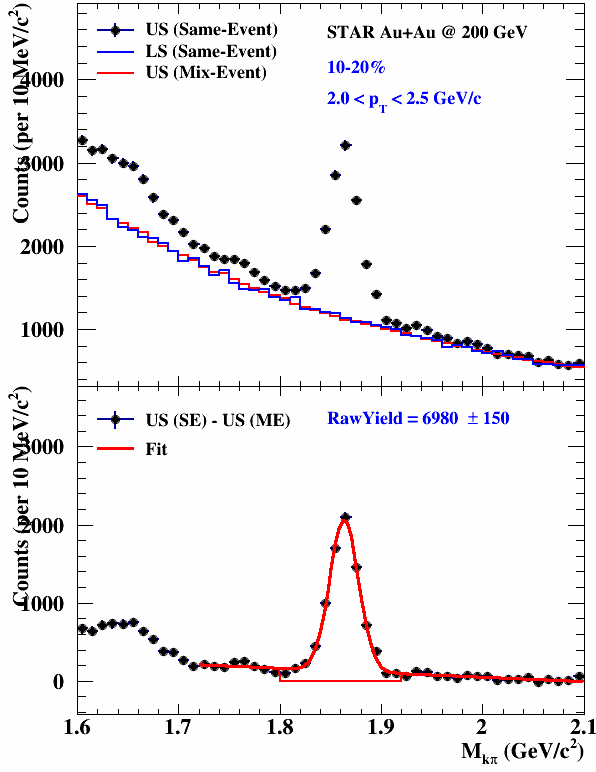 US (Same-Event)
LS (Same-Event)
US (Mix-Event)
STAR Au+Au @ 200 GeV
10-20%
2.0 < p_T < 2.5 GeV/c
Counts (per 10 MeV/c²)
4000
3000
2000
1000
US (SE) - US (ME)
Fit
RawYield = 6980 ± 150
Counts (per 10 MeV/c²)
3000
2000
1000
0
1.6 1.7 1.8 1.9 2 2.1
M_kπ (GeV/c²)